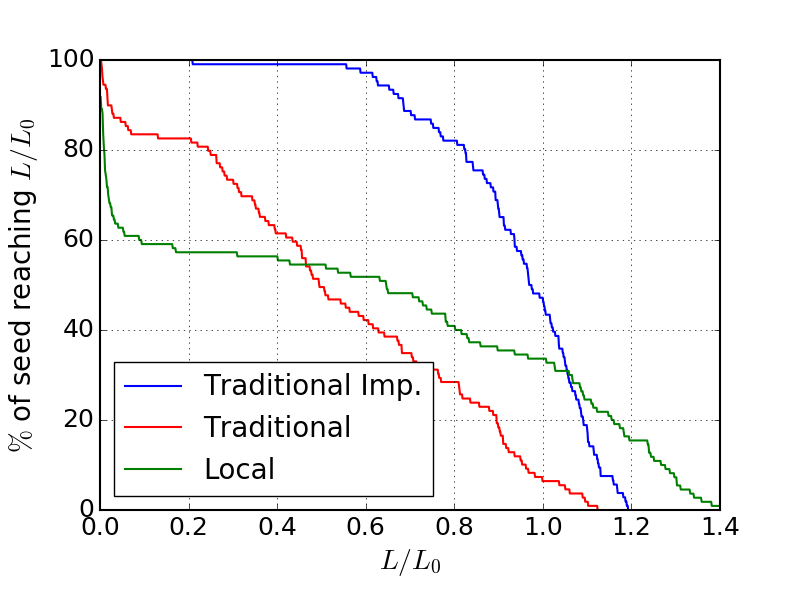 100
80
60
40
20
0
% of seed reaching L/L₀
Traditional Imp.
Traditional
Local
0.0 0.2 0.4 0.6 0.8 1.0 1.2 1.4
L/L₀